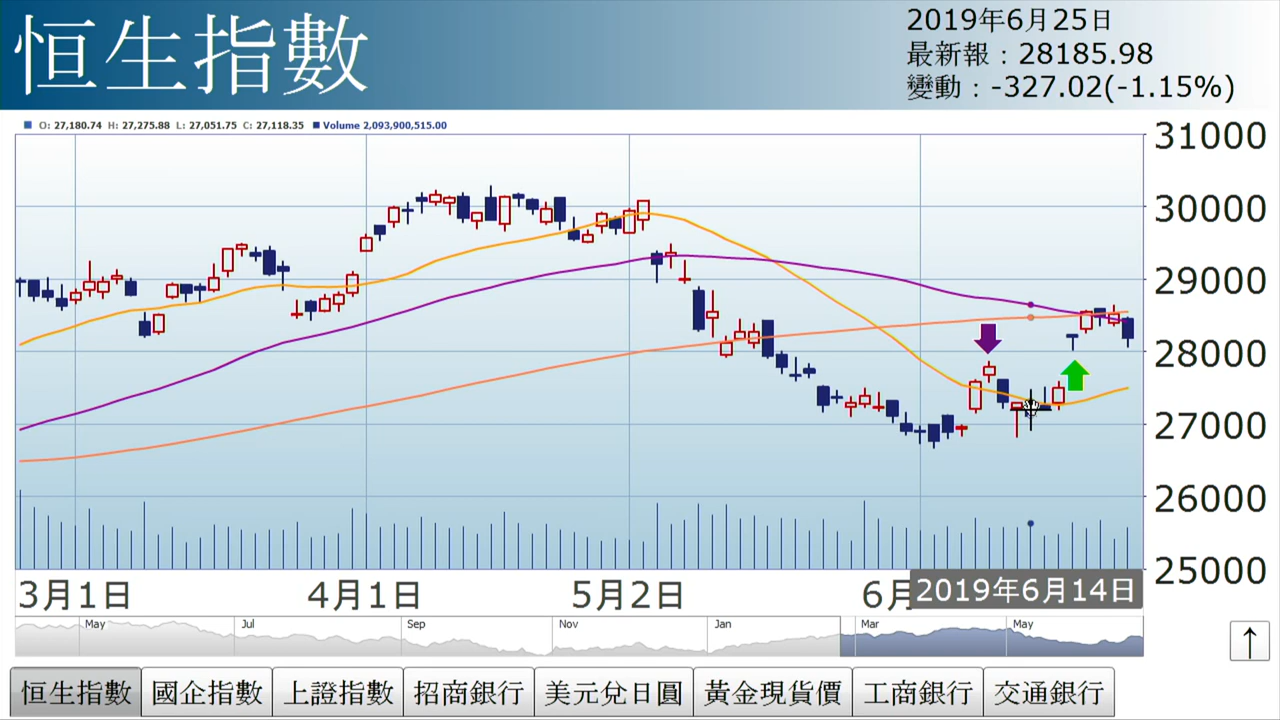 恒生指數
2019年6月25日
最新報：28185.98
變動：-327.02(-1.15%)
O: 27,180.74 H: 27,275.88 L: 27,051.75 C: 27,118.35 Volume 2,093,900,515.00
31000
30000
29000
28000
27000
26000
25000
3月1日 4月1日 5月2日 6月 2019年6月14日
May Jul Sep Nov Jan Mar May
↑
恒生指數 國企指數 上證指數 招商銀行 美元兌日圓 黃金現貨價 工商銀行 交通銀行